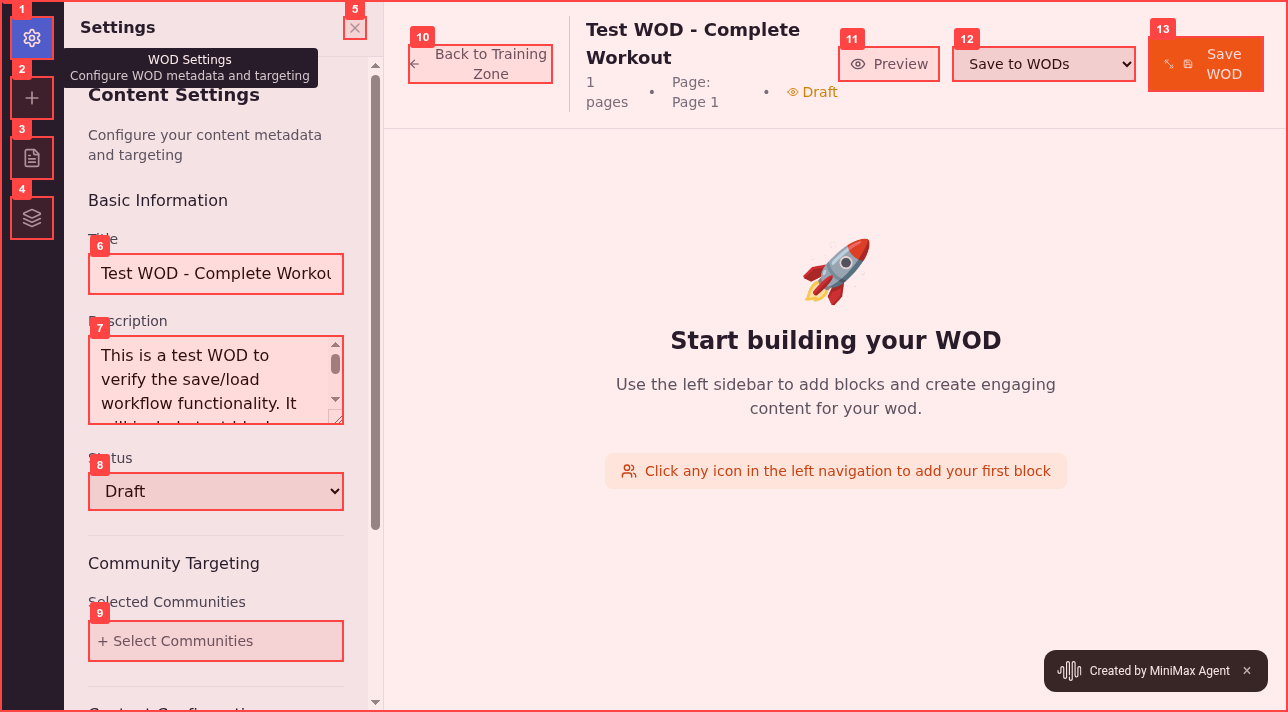 1
5
Settings
WOD Settings
Configure WOD metadata and targeting
2
3
4
Content Settings
Configure your content metadata
and targeting
Basic Information
Title
6
Test WOD - Complete Workou
Description
7
This is a test WOD to
verify the save/load
workflow functionality. It
Status
8
Draft
Community Targeting
Selected Communities
9
+ Select Communities
10
Back to Training
Zone
Test WOD - Complete
Workout
1
pages
•
Page:
Page 1
•
Draft
11
Preview
12
Save to WODs
13
Save
WOD
Start building your WOD
Use the left sidebar to add blocks and create engaging
content for your wod.
Click any icon in the left navigation to add your first block
Created by MiniMax Agent ×